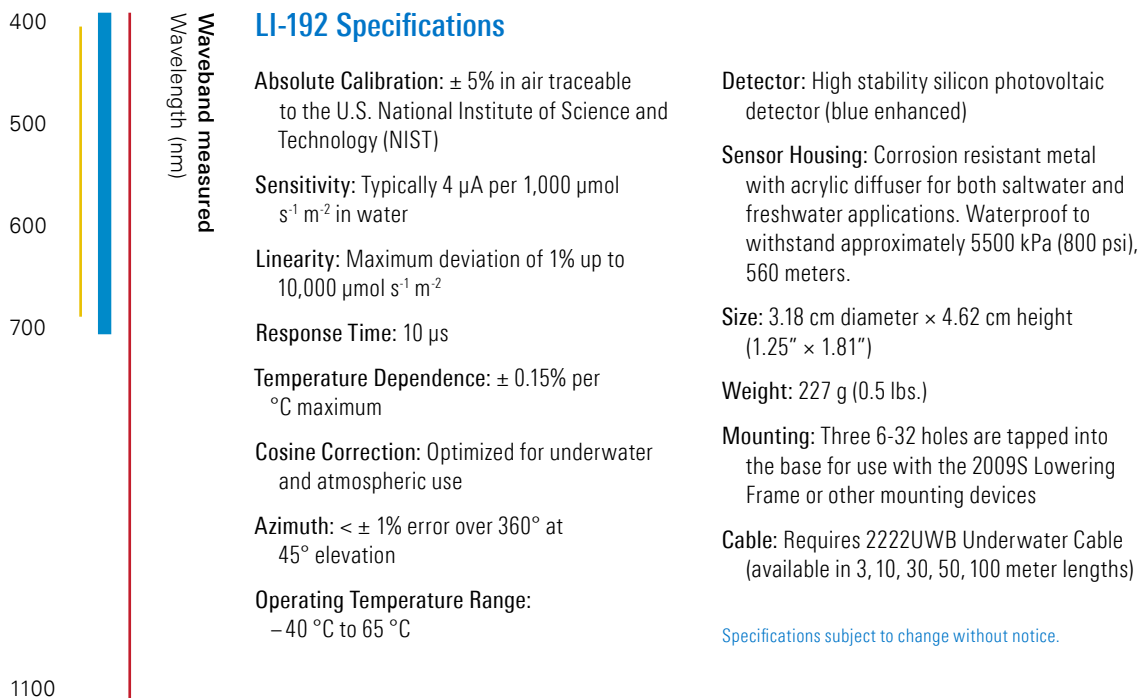 400
500
600
700
1100
Waveband measured
Wavelength (nm)
LI-192 Specifications
Absolute Calibration: ± 5% in air traceable
to the U.S. National Institute of Science and
Technology (NIST)
Sensitivity: Typically 4 µA per 1,000 µmol
s⁻¹ m⁻² in water
Linearity: Maximum deviation of 1% up to
10,000 µmol s⁻¹ m⁻²
Response Time: 10 µs
Temperature Dependence: ± 0.15% per
°C maximum
Cosine Correction: Optimized for underwater
and atmospheric use
Azimuth: < ± 1% error over 360° at
45° elevation
Operating Temperature Range:
– 40 °C to 65 °C
Detector: High stability silicon photovoltaic
detector (blue enhanced)
Sensor Housing: Corrosion resistant metal
with acrylic diffuser for both saltwater and
freshwater applications. Waterproof to
withstand approximately 5500 kPa (800 psi),
560 meters.
Size: 3.18 cm diameter × 4.62 cm height
(1.25” × 1.81”)
Weight: 227 g (0.5 lbs.)
Mounting: Three 6-32 holes are tapped into
the base for use with the 2009S Lowering
Frame or other mounting devices
Cable: Requires 2222UWB Underwater Cable
(available in 3, 10, 30, 50, 100 meter lengths)
Specifications subject to change without notice.